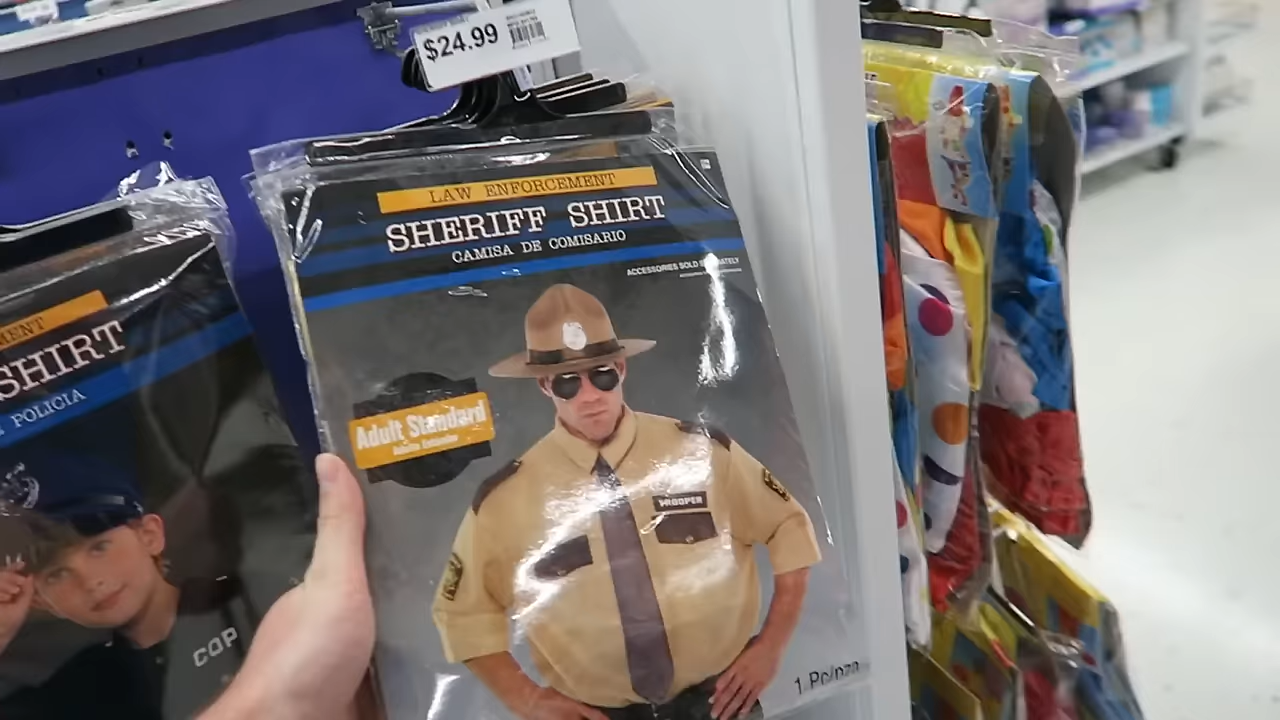 $24.99
LAW ENFORCEMENT
SHERIFF SHIRT
CAMISA DE COMISARIO
ACCESSORIES SOLD
Adult Standard
TROOPER
1 Pc/pza
MENT
SHIRT
POLICIA
COP